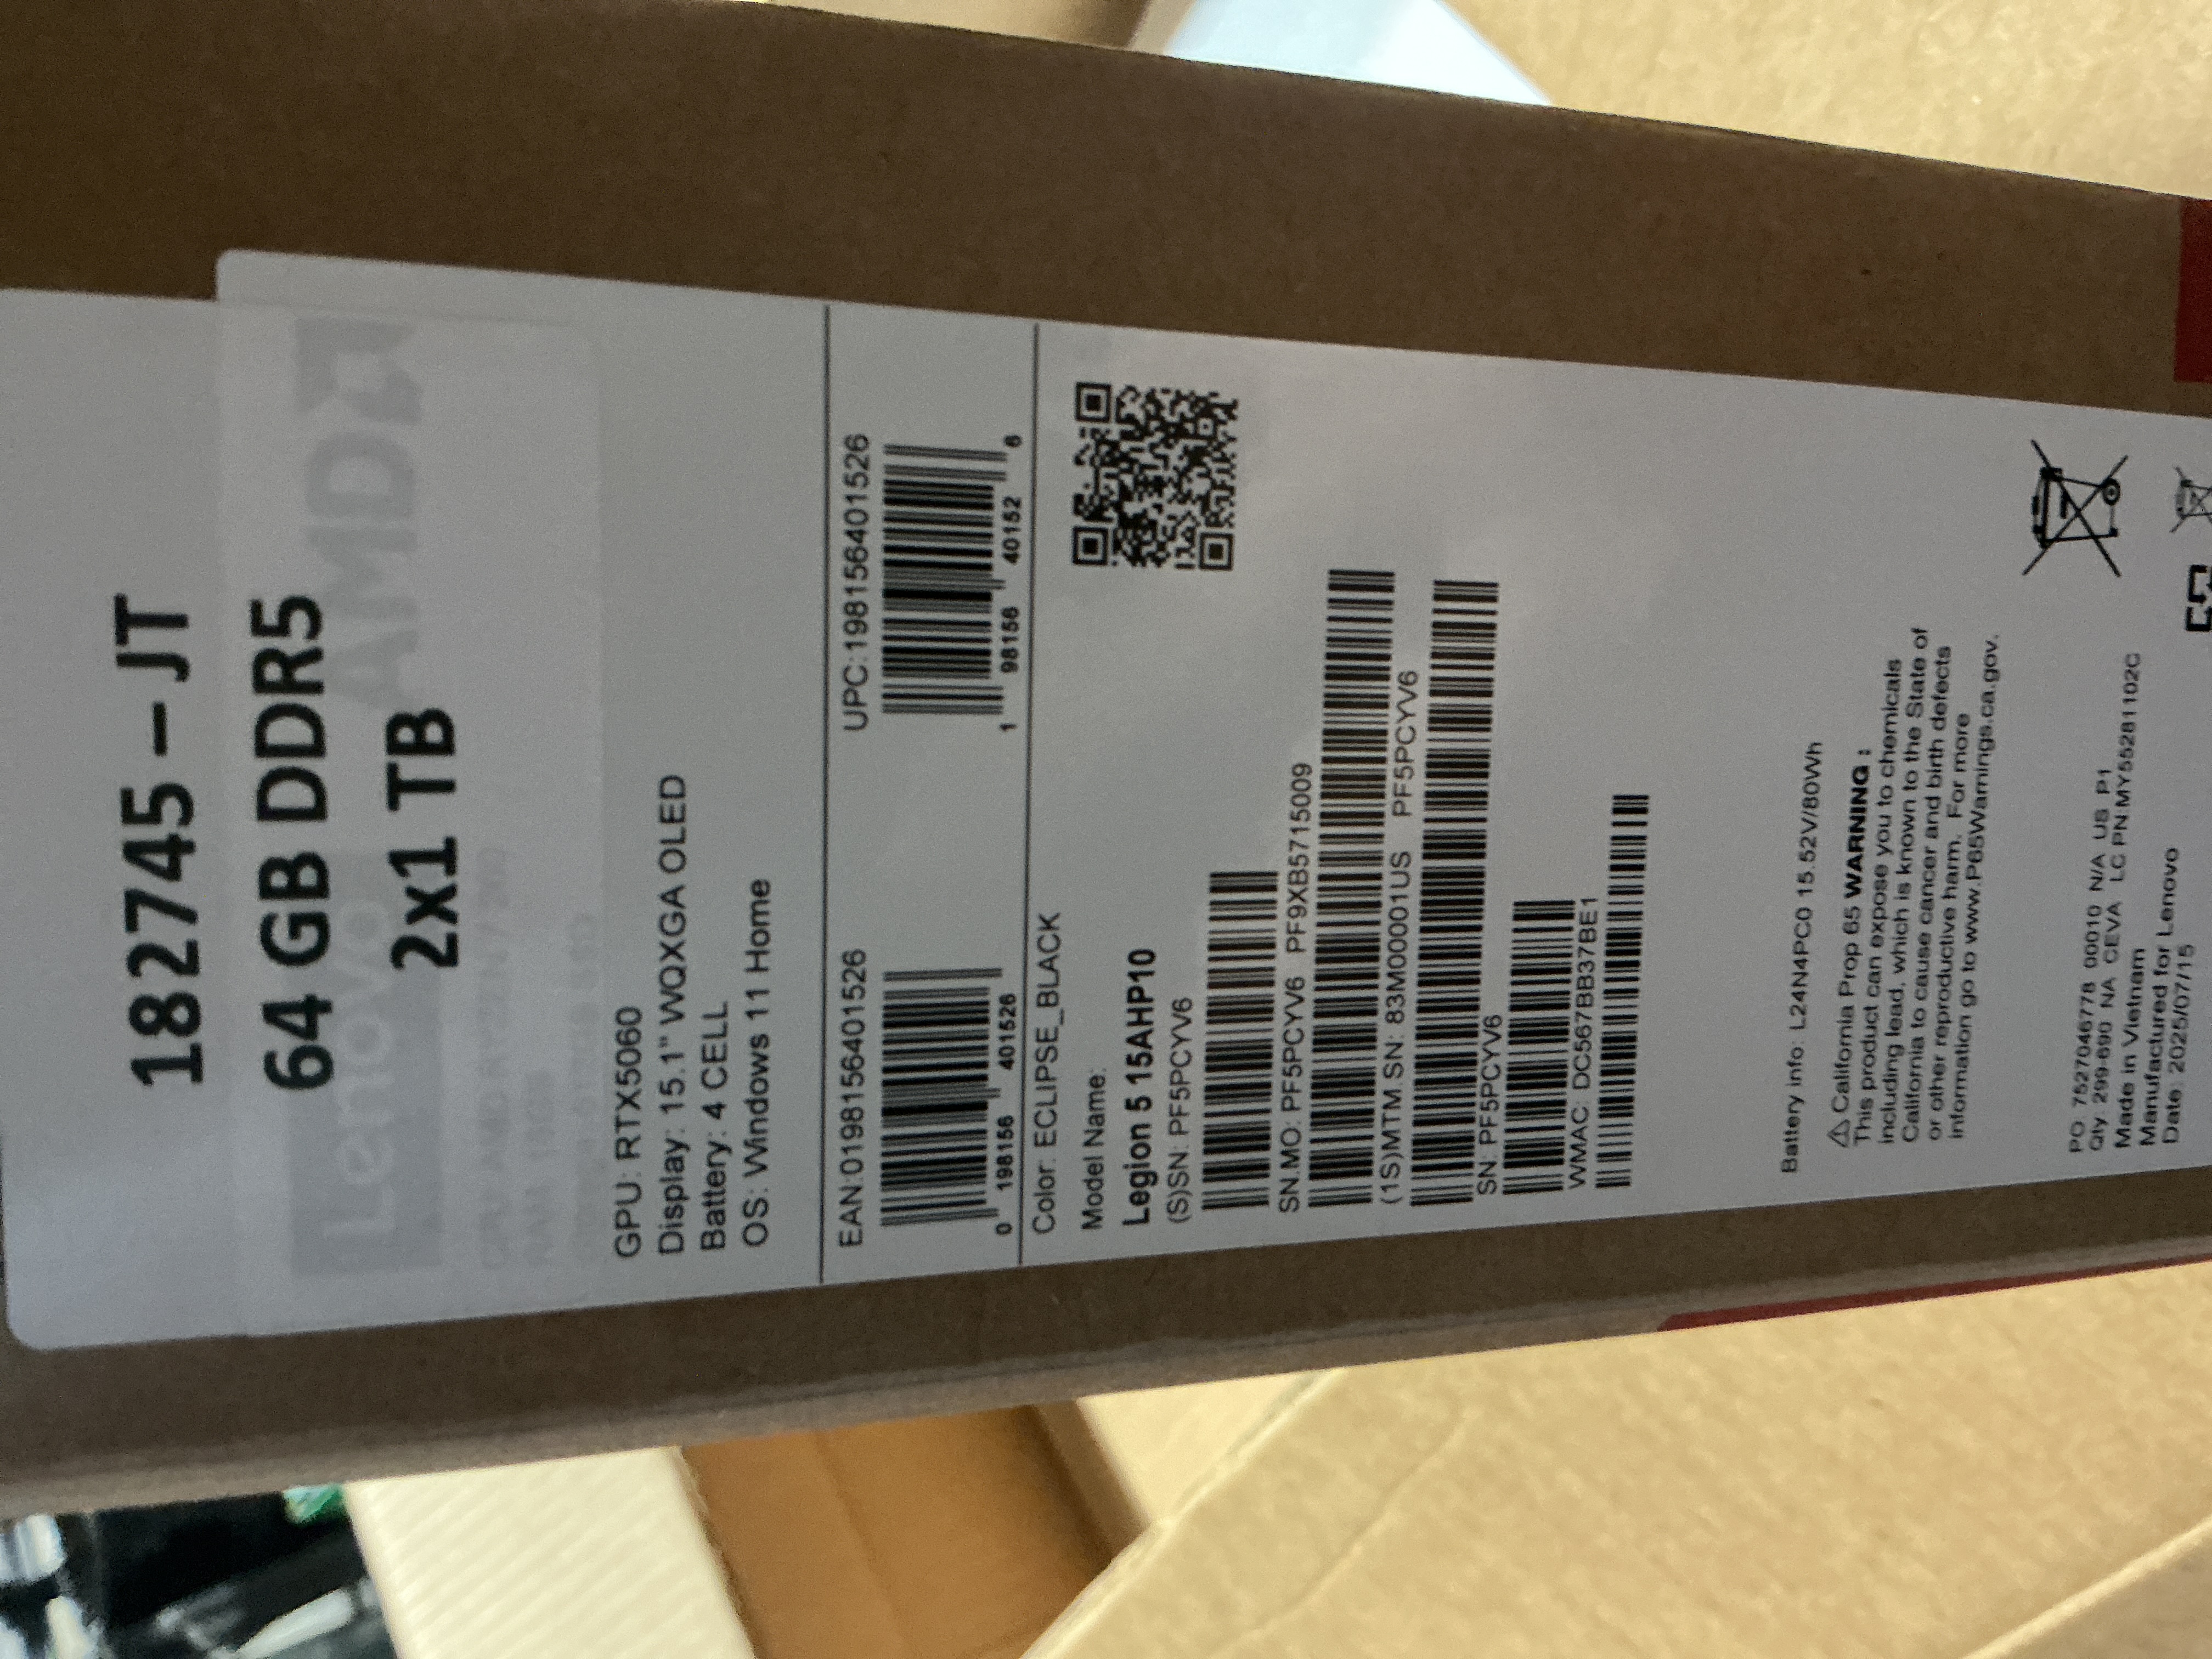 182745 – JT
64 GB DDR5
2x1 TB
Lenovo
AMD
GPU: RTX5060
Display: 15.1" WQXGA OLED
Battery: 4 CELL
OS: Windows 11 Home
EAN:0198156401526
0 198156 401526
UPC:198156401526
1 98156 40152 6
Color: ECLIPSE_BLACK
Model Name:
Legion 5 15AHP10
(S)SN: PF5PCYV6
SN.MO: PF5PCYV6 PF9XB5715009
(1S)MTM.SN: 83M00001US PF5PCYV6
SN: PF5PCYV6
WMAC: DC567BB37BE1
Battery info: L24N4PC0 15.52V/80Wh
⚠ California Prop 65 WARNING :
This product can expose you to chemicals
including lead, which is known to the State of
California to cause cancer and birth defects
or other reproductive harm. For more
information go to www.P65Warnings.ca.gov.
PO 7527046778 00010 N/A US P1
Qty 299-690 NA CEVA LC PN:MY55281102C
Made in Vietnam
Manufactured for Lenovo
Date: 2025/07/15